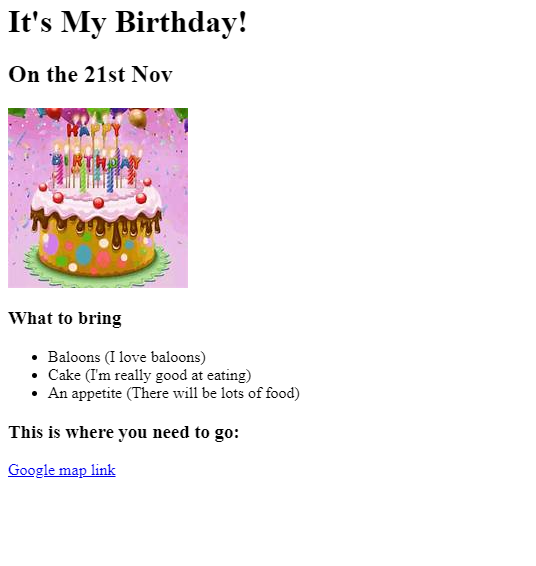 It's My Birthday!
On the 21st Nov
HAPPY
BIRTHDAY
What to bring
Baloons (I love baloons)
Cake (I'm really good at eating)
An appetite (There will be lots of food)
This is where you need to go:
Google map link